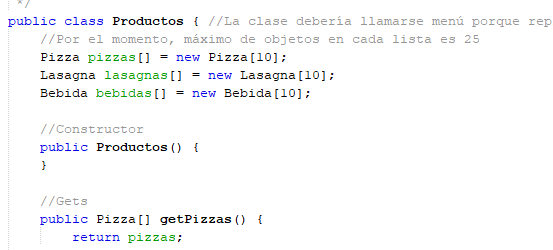 */
public class Productos { //La clase debería llamarse menú porque rep
//Por el momento, máximo de objetos en cada lista es 25
Pizza pizzas[] = new Pizza[10];
Lasagna lasagnas[] = new Lasagna[10];
Bebida bebidas[] = new Bebida[10];
//Constructor
public Productos() {
}
//Gets
public Pizza[] getPizzas() {
return pizzas;